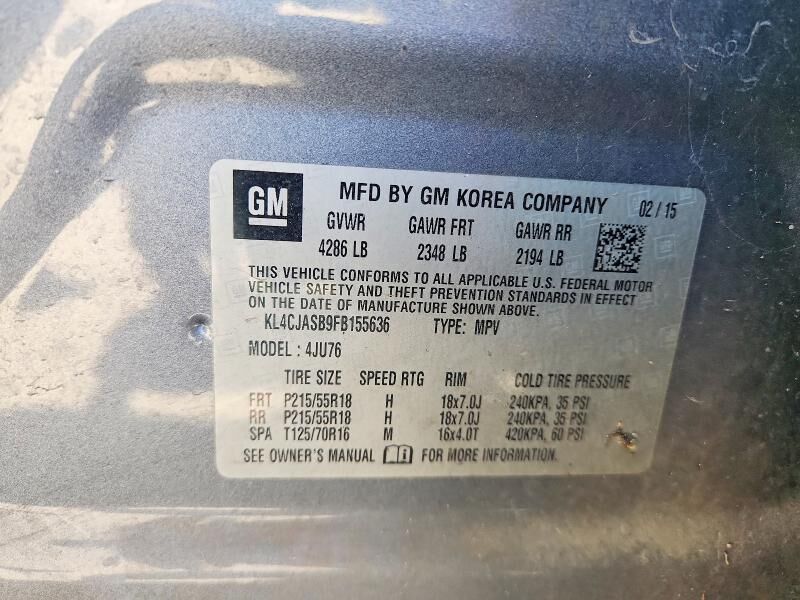 GM
MFD BY GM KOREA COMPANY 02 / 15
GVWR GAWR FRT GAWR RR
4286 LB 2348 LB 2194 LB
THIS VEHICLE CONFORMS TO ALL APPLICABLE U.S. FEDERAL MOTOR
VEHICLE SAFETY AND THEFT PREVENTION STANDARDS IN EFFECT
ON THE DATE OF MANUFACTURE SHOWN ABOVE.
KL4CJASB9FB155636 TYPE: MPV
MODEL : 4JU76
TIRE SIZE SPEED RTG RIM COLD TIRE PRESSURE
FRT P215/55R18 H 18x7.0J 240KPA, 35 PSI
RR P215/55R18 H 18x7.0J 240KPA, 35 PSI
SPA T125/70R16 M 16x4.0T 420KPA, 60 PSI
SEE OWNER'S MANUAL FOR MORE INFORMATION.